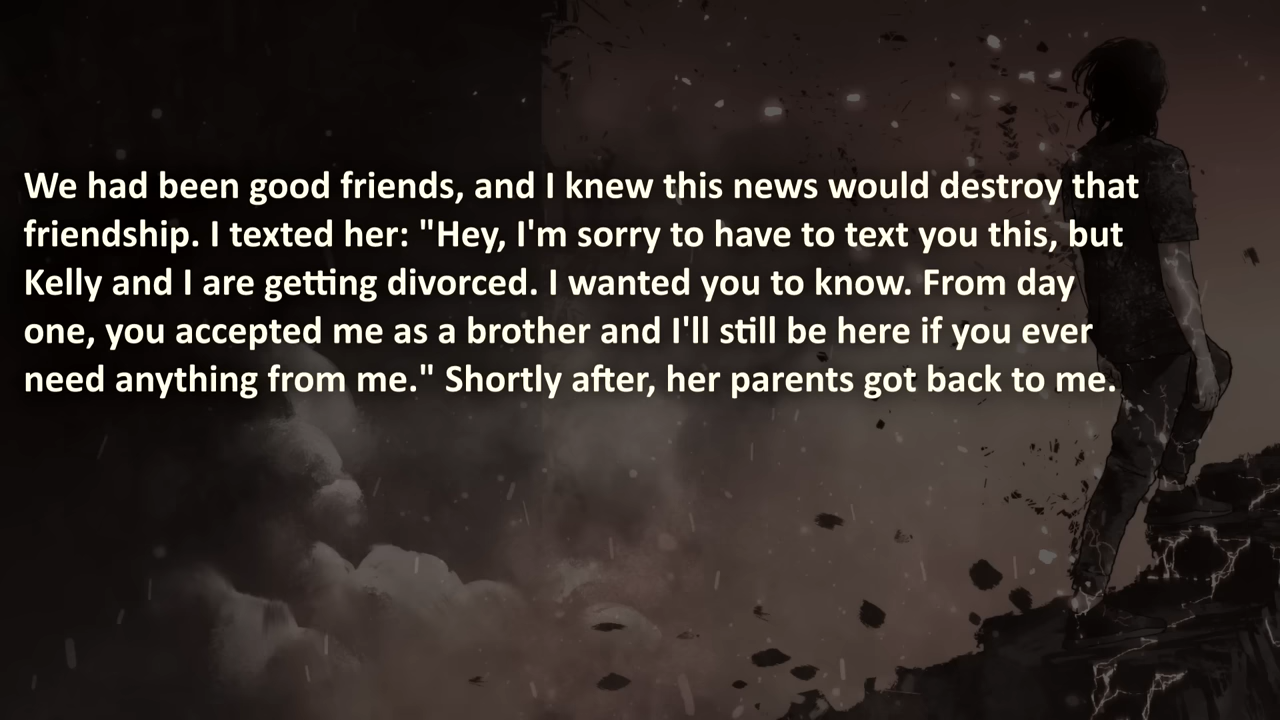 We had been good friends, and I knew this news would destroy that
friendship. I texted her: "Hey, I'm sorry to have to text you this, but
Kelly and I are getting divorced. I wanted you to know. From day
one, you accepted me as a brother and I'll still be here if you ever
need anything from me." Shortly after, her parents got back to me.